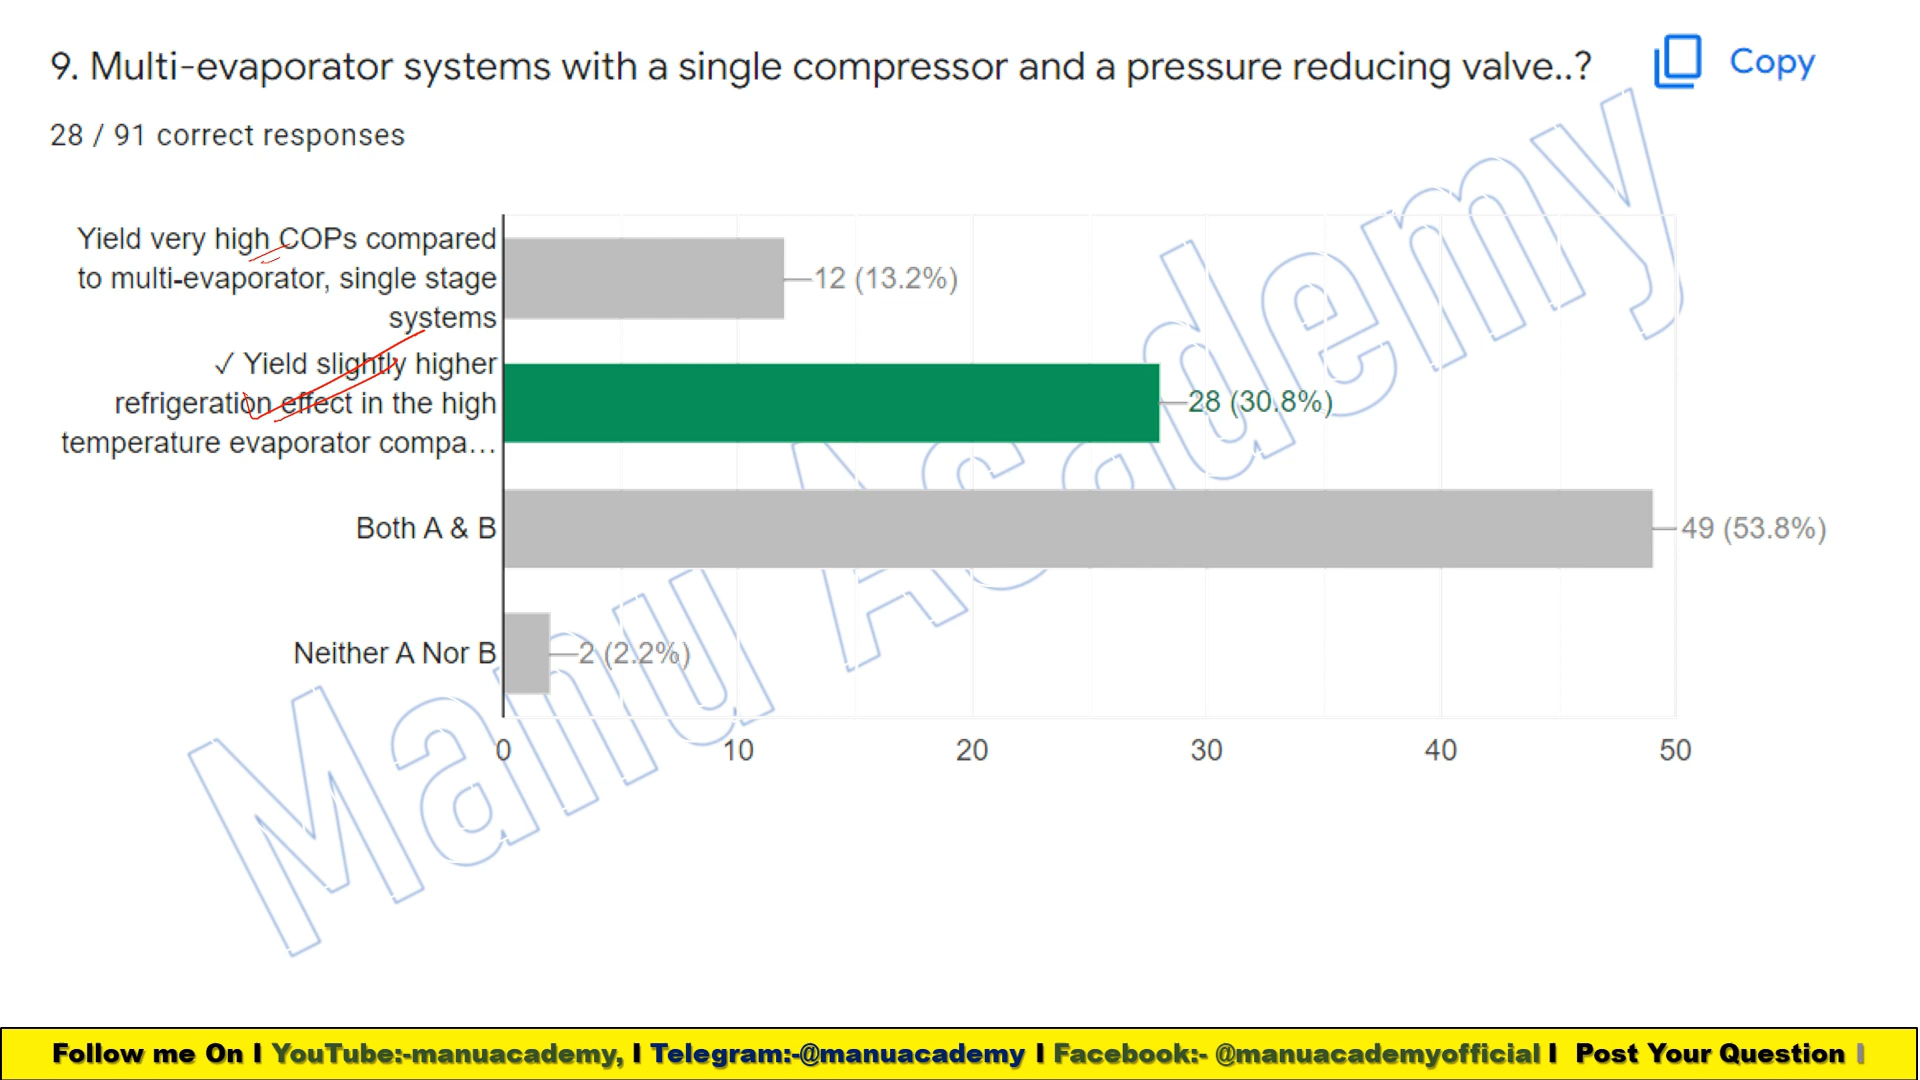 9. Multi-evaporator systems with a single compressor and a pressure reducing valve..?
Copy
28 / 91 correct responses
Yield very high COPs compared
to multi-evaporator, single stage
systems
12 (13.2%)
✓ Yield slightly higher
refrigeration effect in the high
temperature evaporator compa...
28 (30.8%)
Both A & B
49 (53.8%)
Neither A Nor B
2 (2.2%)
0 10 20 30 40 50
Manu Academy
Follow me On I YouTube:-manuacademy, I Telegram:-@manuacademy I Facebook:- @manuacademyofficial I Post Your Question I